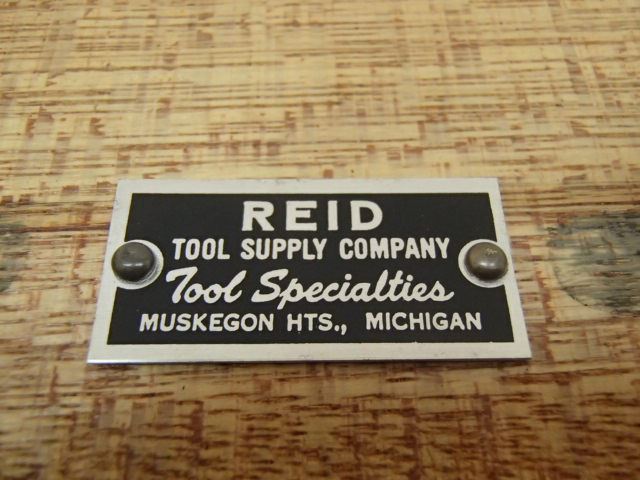 REID
TOOL SUPPLY COMPANY
Tool Specialties
MUSKEGON HTS., MICHIGAN